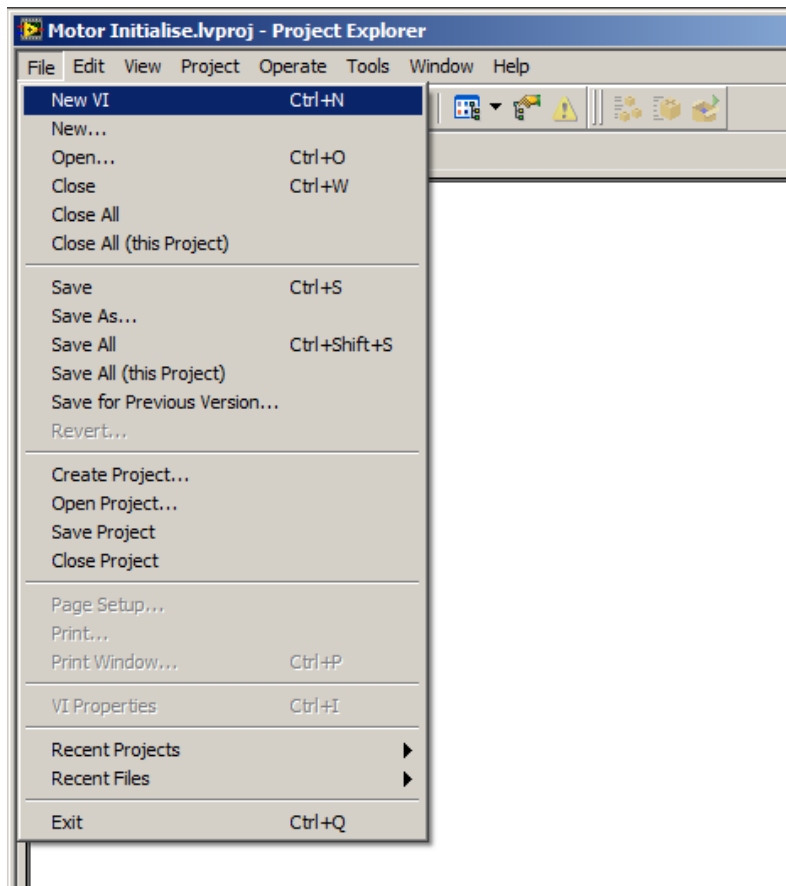 Motor Initialise.lvproj - Project Explorer
File Edit View Project Operate Tools Window Help
New VI Ctrl+N
New...
Open... Ctrl+O
Close Ctrl+W
Close All
Close All (this Project)
Save Ctrl+S
Save As...
Save All Ctrl+Shift+S
Save All (this Project)
Save for Previous Version...
Revert...
Create Project...
Open Project...
Save Project
Close Project
Page Setup...
Print...
Print Window... Ctrl+P
VI Properties Ctrl+I
Recent Projects
Recent Files
Exit Ctrl+Q